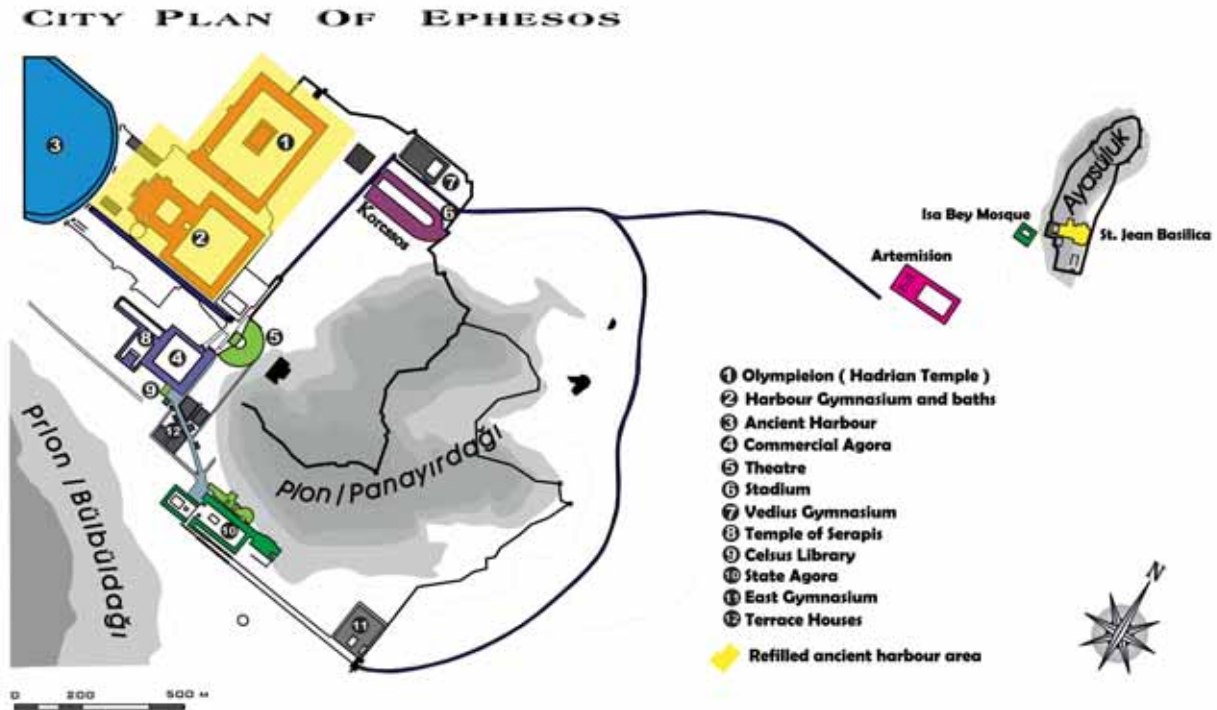 CITY PLAN OF EPHESOS
1
3
7
6
Koressos
2
Isa Bey Mosque
Ayasülük
St. Jean Basilica
Artemision
8
4
5
9
12
Prion / Bülbüldağı
Pion / Panayırdağı
10
11
1 Olympieion ( Hadrian Temple )
2 Harbour Gymnasium and baths
3 Ancient Harbour
4 Commercial Agora
5 Theatre
6 Stadium
7 Vedius Gymnasium
8 Temple of Serapis
9 Celsus Library
10 State Agora
11 East Gymnasium
12 Terrace Houses
Refilled ancient harbour area
N
0 200 500 M